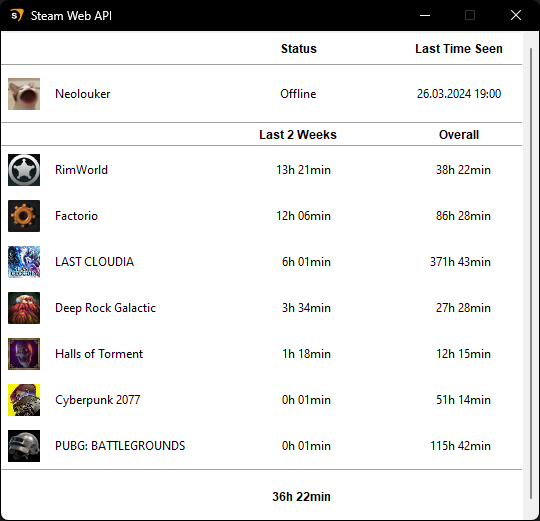 Steam Web API
Status Last Time Seen
Neolouker Offline 26.03.2024 19:00
Last 2 Weeks Overall
RimWorld 13h 21min 38h 22min
Factorio 12h 06min 86h 28min
LAST CLOUDIA 6h 01min 371h 43min
Deep Rock Galactic 3h 34min 27h 28min
Halls of Torment 1h 18min 12h 15min
Cyberpunk 2077 0h 01min 51h 14min
PUBG: BATTLEGROUNDS 0h 01min 115h 42min
36h 22min